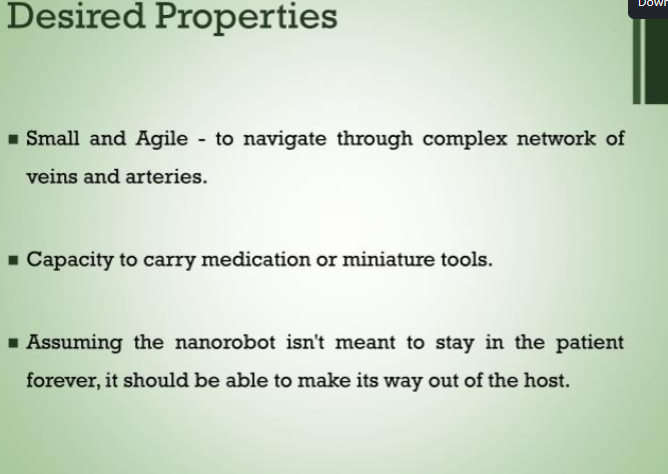 Desired Properties
Small and Agile - to navigate through complex network of
veins and arteries.
Capacity to carry medication or miniature tools.
Assuming the nanorobot isn't meant to stay in the patient
forever, it should be able to make its way out of the host.